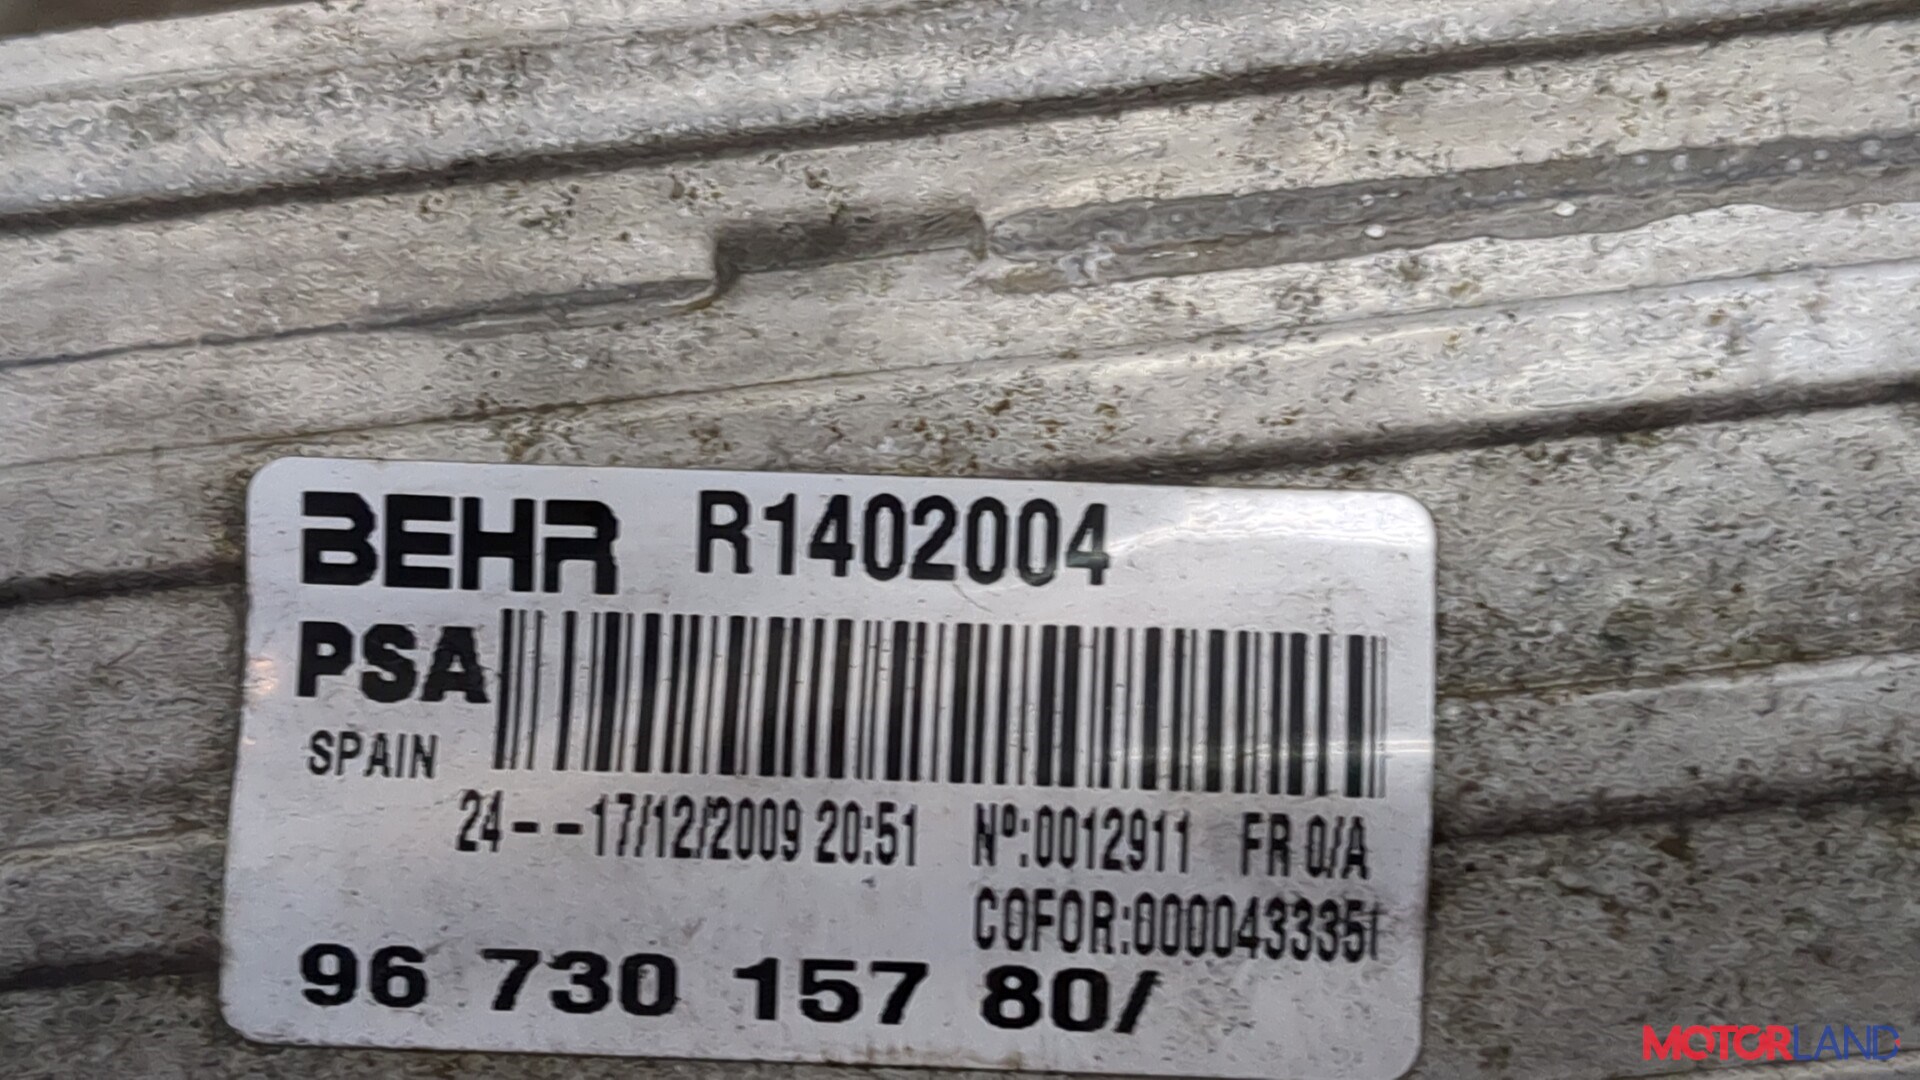 BEHR R1402004
PSA
SPAIN
24--17/12/2009 20:51 Nº:0012911 FR 0/A
COFOR:0000433351
96 730 157 80/
MOTORLAND